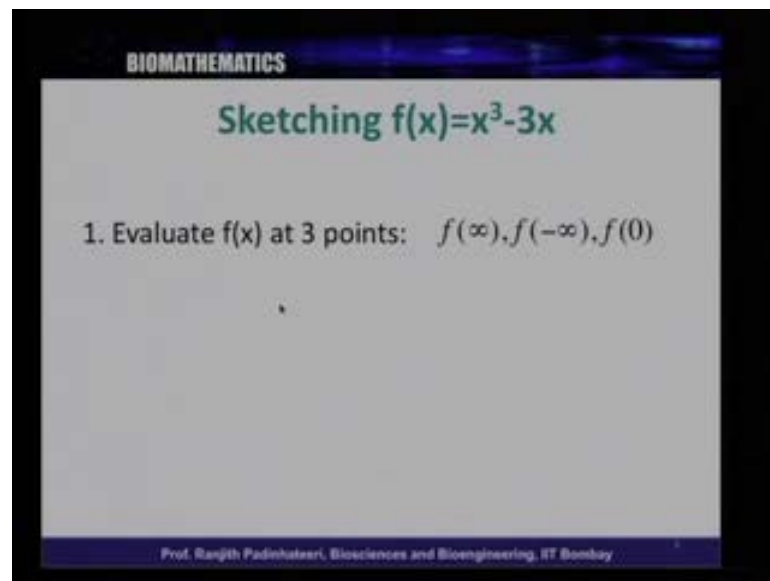 BIOMATHEMATICS
Sketching f(x)=x³-3x
1. Evaluate f(x) at 3 points: f(∞),f(−∞),f(0)
Prof. Ranjith Padinhateeri, Biosciences and Bioengineering, IIT Bombay